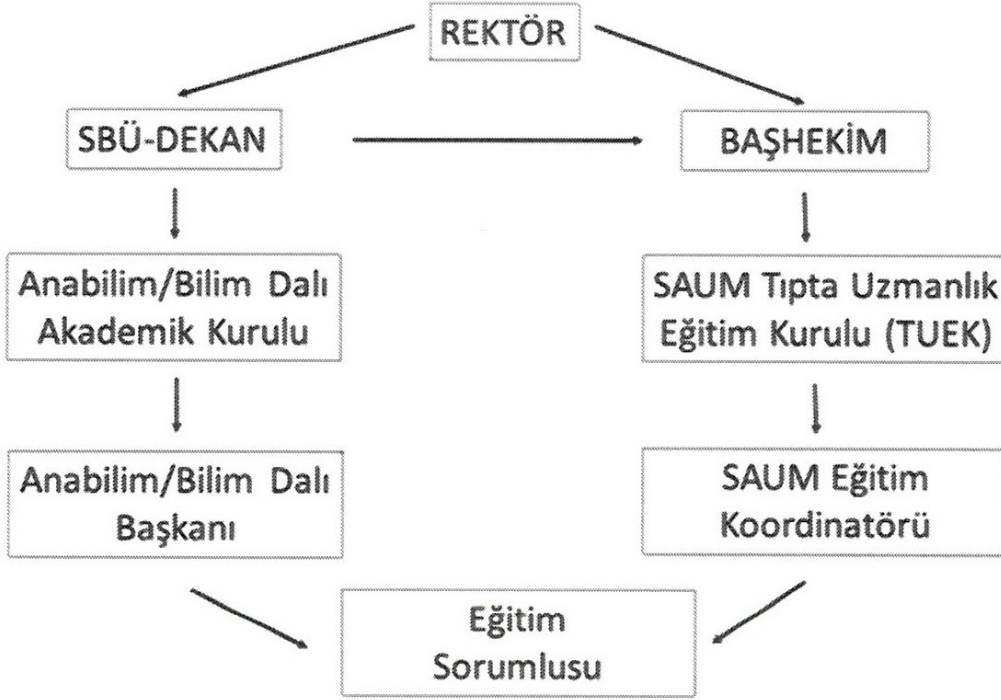 REKTÖR
SBÜ-DEKAN
BAŞHEKİM
Anabilim/Bilim Dalı
Akademik Kurulu
SAUM Tıpta Uzmanlık
Eğitim Kurulu (TUEK)
Anabilim/Bilim Dalı
Başkanı
SAUM Eğitim
Koordinatörü
Eğitim
Sorumlusu